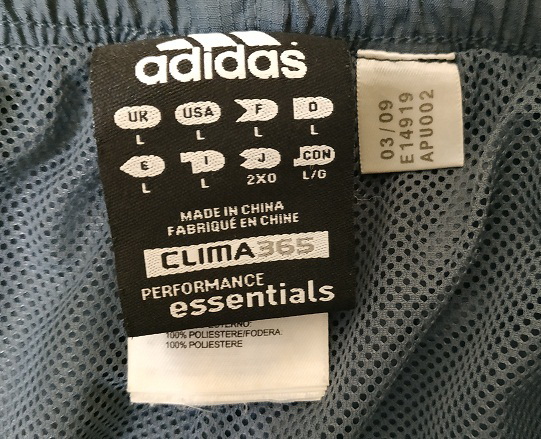 adidas
UK USA F D
L L L L
E I J CON
L L 2XO L/G
MADE IN CHINA
FABRIQUÉ EN CHINE
CLIMA365
PERFORMANCE
essentials
03/09
E14919
APU002
100% POLIESTERE/FODERA:
100% POLIESTERE